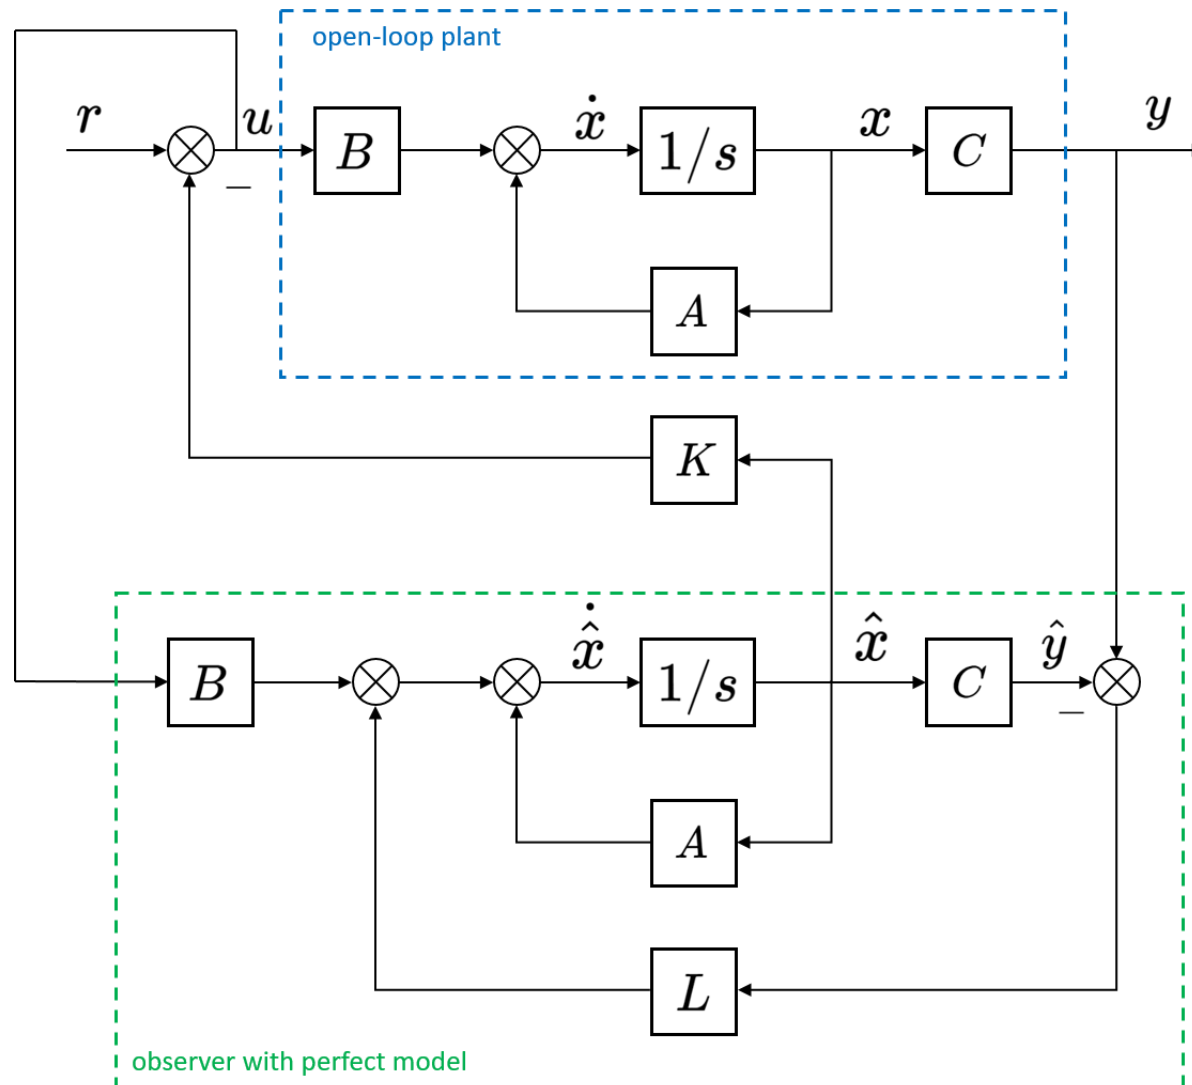 open-loop plant
r
u
B
ẋ
1/s
x
C
y
−
A
K
B
x̂̇
1/s
x̂
C
ŷ
−
A
L
observer with perfect model